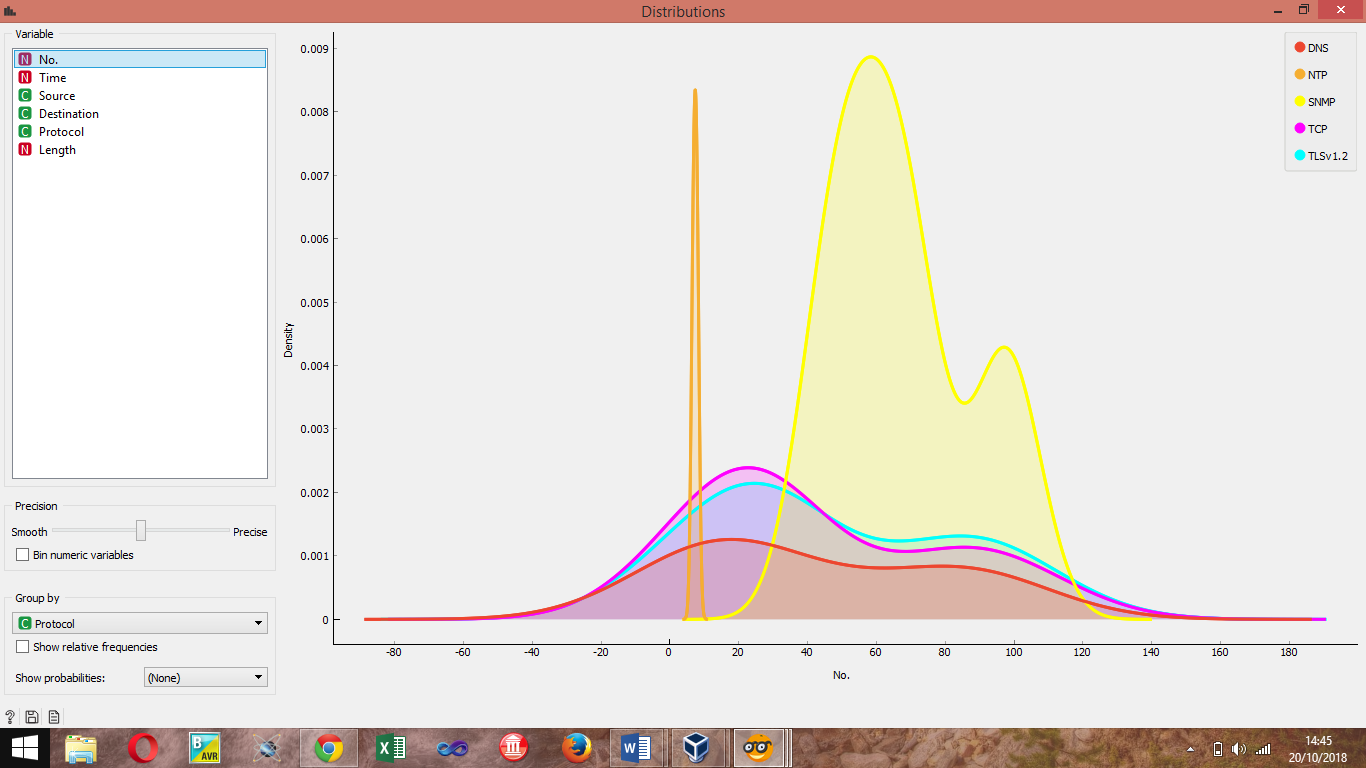 Distributions
Variable
N No.
N Time
C Source
C Destination
C Protocol
N Length
Precision
Smooth Precise
Bin numeric variables
Group by
C Protocol
Show relative frequencies
Show probabilities: (None)
0.009
0.008
0.007
0.006
0.005
0.004
0.003
0.002
0.001
0
Density
-80 -60 -40 -20 0 20 40 60 80 100 120 140 160 180
No.
DNS
NTP
SNMP
TCP
TLSv1.2
?
B
AVR
14:45
20/10/2018